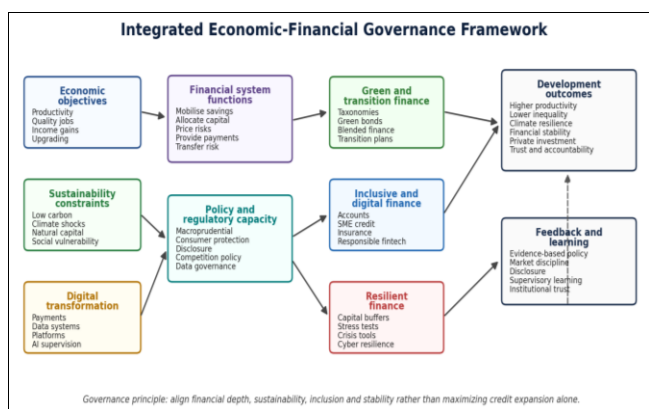 Integrated Economic-Financial Governance Framework
Economic
objectives
Productivity
Quality jobs
Income gains
Upgrading
Financial system
functions
Mobilise savings
Allocate capital
Price risks
Provide payments
Transfer risk
Green and
transition finance
Taxonomies
Green bonds
Blended finance
Transition plans
Development
outcomes
Higher productivity
Lower inequality
Climate resilience
Financial stability
Private investment
Trust and accountability
Sustainability
constraints
Low carbon
Climate shocks
Natural capital
Social vulnerability
Policy and
regulatory capacity
Macroprudential
Consumer protection
Disclosure
Competition policy
Data governance
Inclusive and
digital finance
Accounts
SME credit
Insurance
Responsible fintech
Feedback and
learning
Evidence-based policy
Market discipline
Disclosure
Supervisory learning
Institutional trust
Digital
transformation
Payments
Data systems
Platforms
AI supervision
Resilient
finance
Capital buffers
Stress tests
Crisis tools
Cyber resilience
Governance principle: align financial depth, sustainability, inclusion and stability rather than maximizing credit expansion alone.